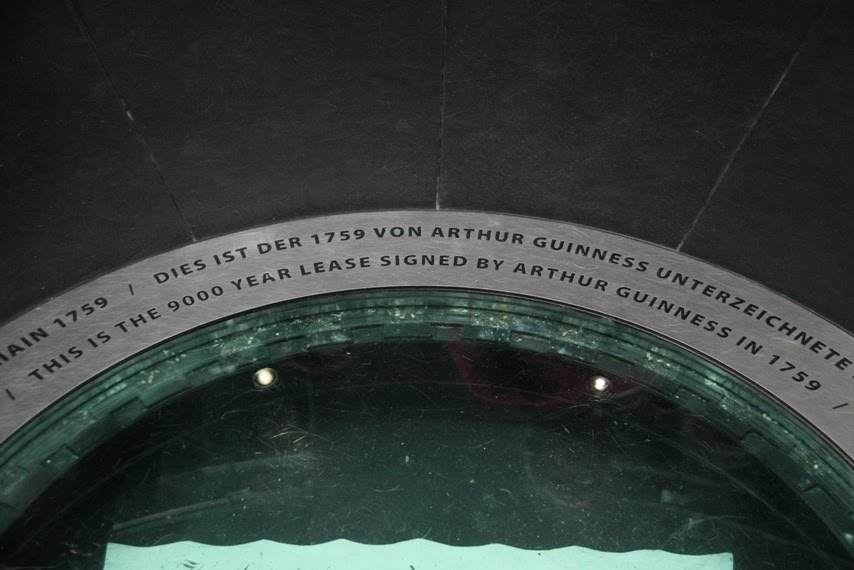 HAIN 1759 / DIES IST DER 1759 VON ARTHUR GUINNESS UNTERZEICHNETE
/ THIS IS THE 9000 YEAR LEASE SIGNED BY ARTHUR GUINNESS IN 1759 /